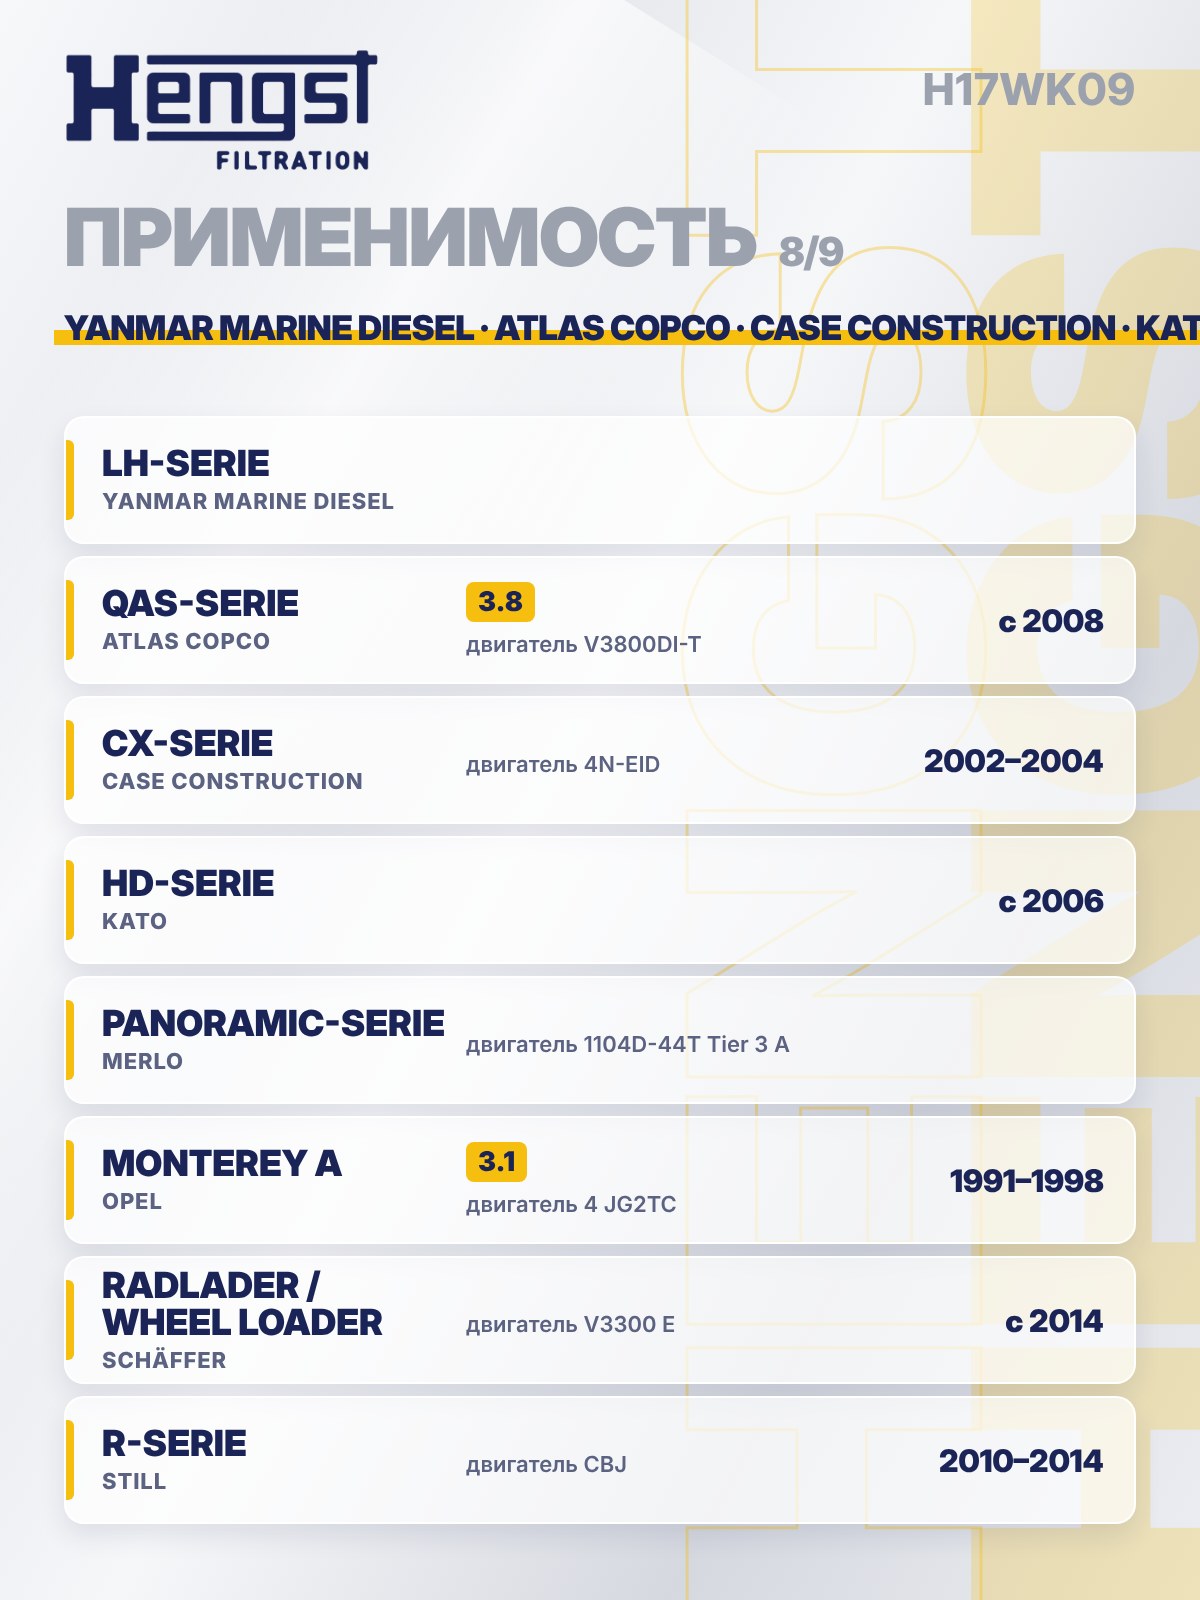 Hengst
FILTRATION
H17WK09
ПРИМЕНИМОСТЬ 8/9
YANMAR MARINE DIESEL · ATLAS COPCO · CASE CONSTRUCTION · KAT
LH-SERIE
YANMAR MARINE DIESEL
QAS-SERIE
ATLAS COPCO
3.8
двигатель V3800DI-T
с 2008
CX-SERIE
CASE CONSTRUCTION
двигатель 4N-EID
2002–2004
HD-SERIE
KATO
с 2006
PANORAMIC-SERIE
MERLO
двигатель 1104D-44T Tier 3 A
MONTEREY A
OPEL
3.1
двигатель 4 JG2TC
1991–1998
RADLADER /
WHEEL LOADER
SCHÄFFER
двигатель V3300 E
с 2014
R-SERIE
STILL
двигатель CBJ
2010–2014
HENGST
HENGST